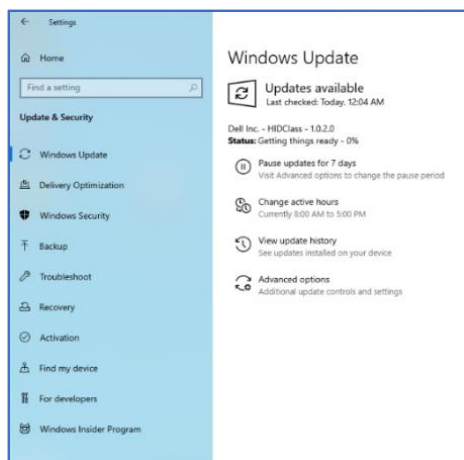 Settings
Home
Find a setting
Update & Security
Windows Update
Delivery Optimization
Windows Security
Backup
Troubleshoot
Recovery
Activation
Find my device
For developers
Windows Insider Program
Windows Update
Updates available
Last checked: Today, 12:04 AM
Dell Inc. - HIDClass - 1.0.2.0
Status: Getting things ready - 0%
Pause updates for 7 days
Visit Advanced options to change the pause period
Change active hours
Currently 8:00 AM to 5:00 PM
View update history
See updates installed on your device
Advanced options
Additional update controls and settings